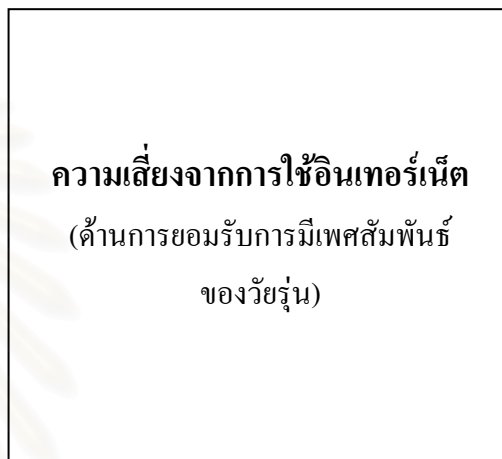 ความเสี่ยงจากการใช้อินเทอร์เน็ต
(ด้านการยอมรับการมีเพศสัมพันธ์
ของวัยรุ่น)